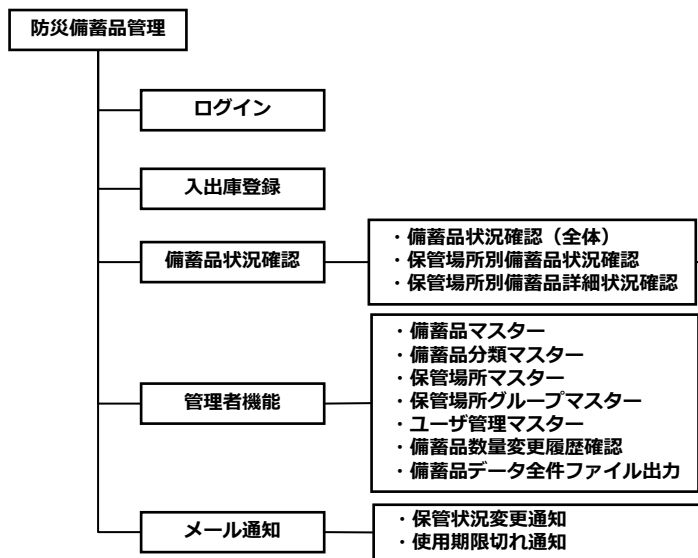 防災備蓄品管理
ログイン
入出庫登録
備蓄品状況確認
・備蓄品状況確認（全体）
・保管場所別備蓄品状況確認
・保管場所別備蓄品詳細状況確認
管理者機能
・備蓄品マスター
・備蓄品分類マスター
・保管場所マスター
・保管場所グループマスター
・ユーザ管理マスター
・備蓄品数量変更履歴確認
・備蓄品データ全件ファイル出力
メール通知
・保管状況変更通知
・使用期限切れ通知